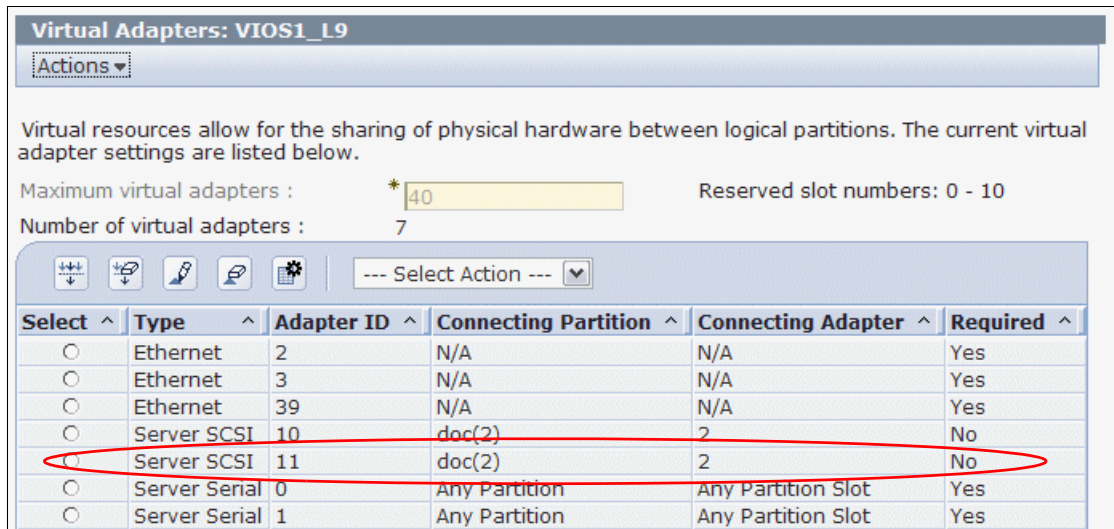 Virtual Adapters: VIOS1_L9
Actions
Virtual resources allow for the sharing of physical hardware between logical partitions. The current virtual
adapter settings are listed below.
Maximum virtual adapters : * 40 Reserved slot numbers: 0 - 10
Number of virtual adapters : 7
--- Select Action ---
Select ^ Type ^ Adapter ID ^ Connecting Partition ^ Connecting Adapter ^ Required ^
Ethernet 2 N/A N/A Yes
Ethernet 3 N/A N/A Yes
Ethernet 39 N/A N/A Yes
Server SCSI 10 doc(2) 2 No
Server SCSI 11 doc(2) 2 No
Server Serial 0 Any Partition Any Partition Slot Yes
Server Serial 1 Any Partition Any Partition Slot Yes